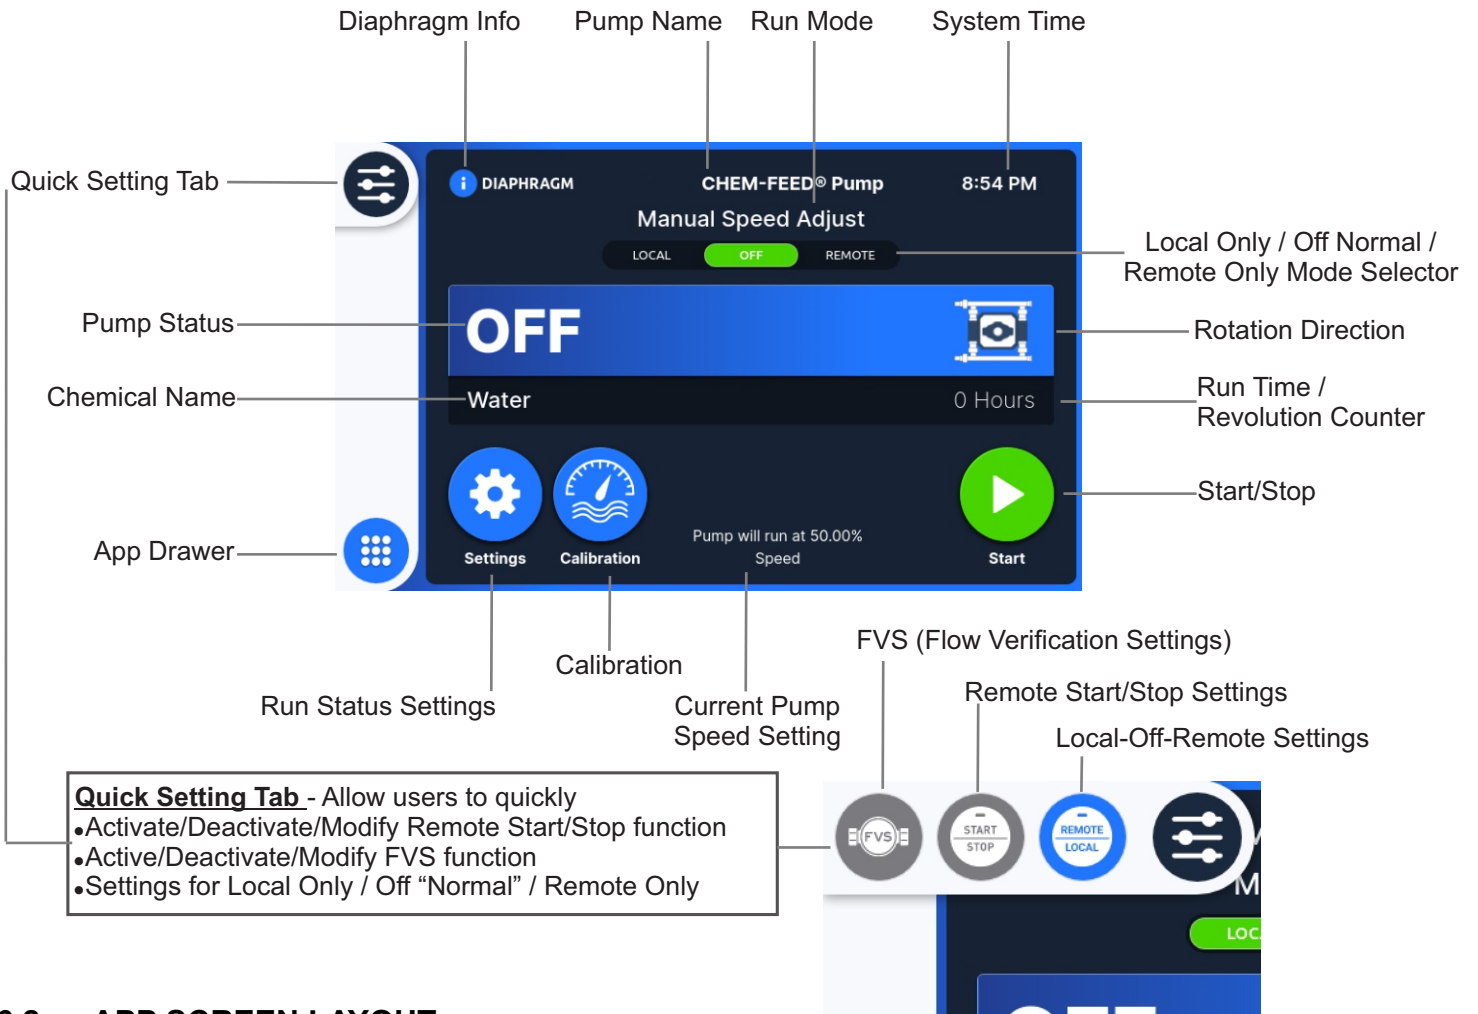 Diaphragm Info
Pump Name
Run Mode
System Time
Quick Setting Tab
DIAPHRAGM
CHEM-FEED® Pump
8:54 PM
Manual Speed Adjust
LOCAL
OFF
REMOTE
Local Only / Off Normal /
Remote Only Mode Selector
Pump Status
OFF
Rotation Direction
Chemical Name
Water
0 Hours
Run Time /
Revolution Counter
Start/Stop
App Drawer
Settings
Calibration
Pump will run at 50.00%
Speed
Start
Calibration
Run Status Settings
Current Pump
Speed Setting
FVS (Flow Verification Settings)
Remote Start/Stop Settings
Local-Off-Remote Settings
Quick Setting Tab - Allow users to quickly
•Activate/Deactivate/Modify Remote Start/Stop function
•Active/Deactivate/Modify FVS function
•Settings for Local Only / Off “Normal” / Remote Only
FVS
START
STOP
REMOTE
LOCAL
M
LOC
APP SCREEN LAYOUT